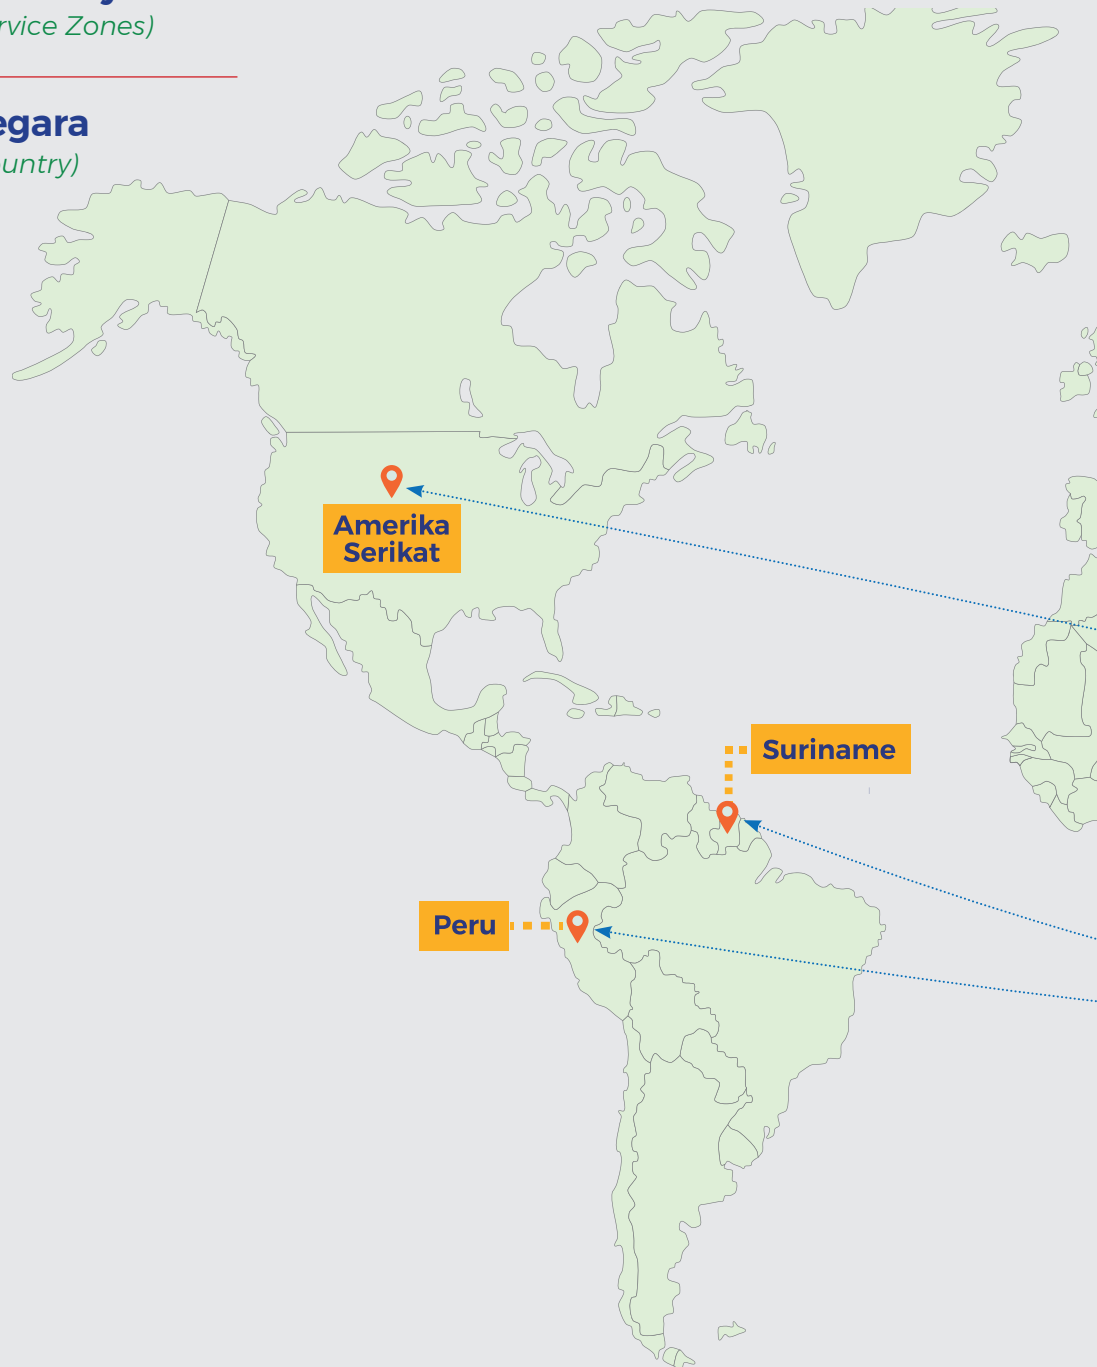 rvice Zones)
egara
untry)
Amerika
Serikat
Suriname
Peru